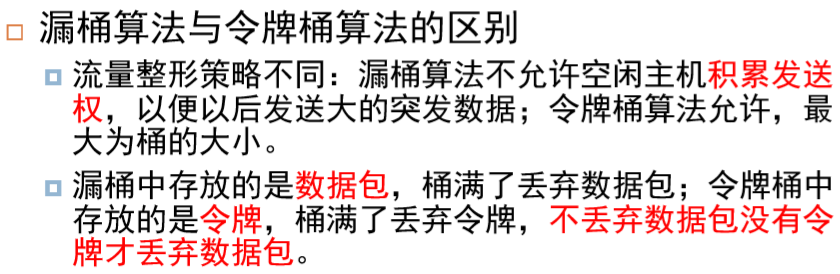 漏桶算法与令牌桶算法的区别
流量整形策略不同：漏桶算法不允许空闲主机积累发送
权，以便以后发送大的突发数据；令牌桶算法允许，最
大为桶的大小。
漏桶中存放的是数据包，桶满了丢弃数据包；令牌桶中
存放的是令牌，桶满了丢弃令牌，不丢弃数据包没有令
牌才丢弃数据包。